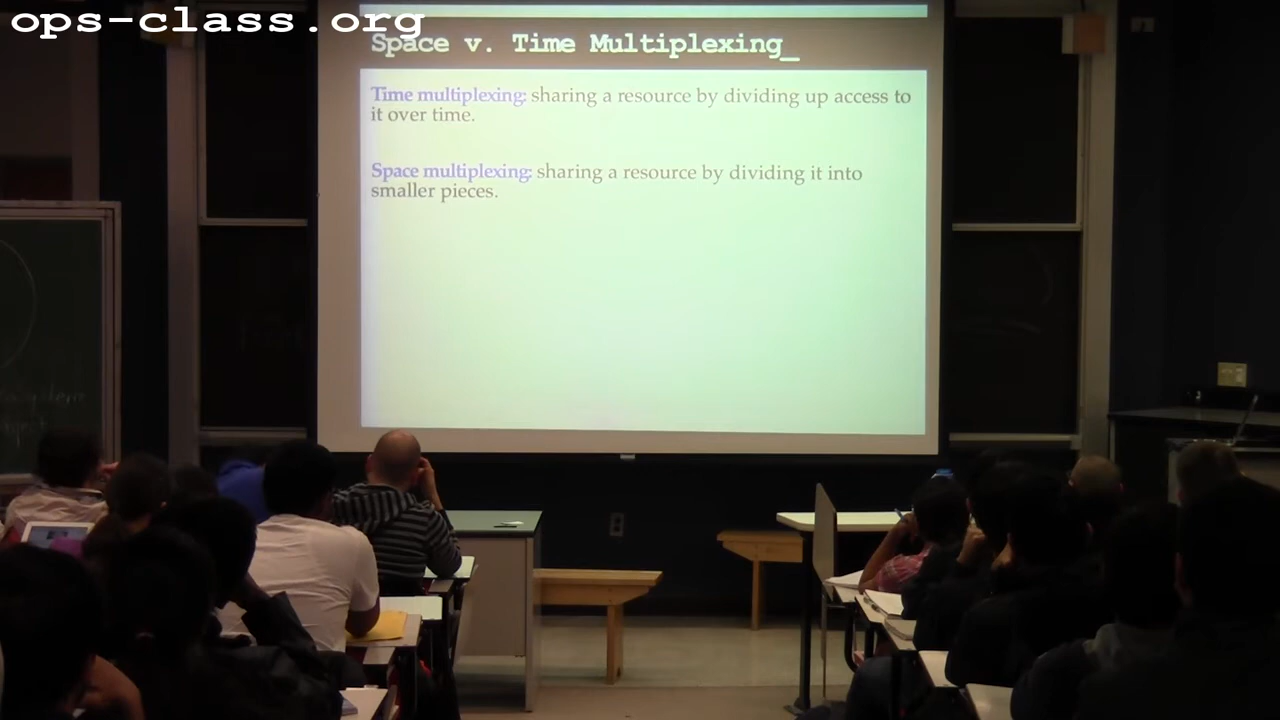 ops-class.org
Space v. Time Multiplexing_
Time multiplexing: sharing a resource by dividing up access to
it over time.
Space multiplexing: sharing a resource by dividing it into
smaller pieces.